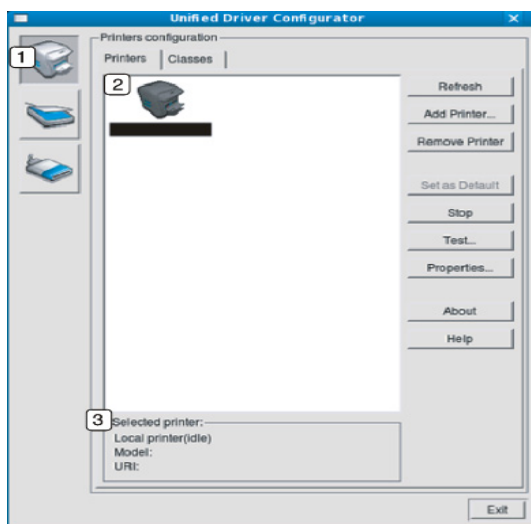 Unified Driver Configurator
1
Printers configuration
Printers
Classes
2
Refresh
Add Printer...
Remove Printer
Set as Default
Stop
Test...
Properties...
About
Help
3
Selected printer:
Local printer(idle)
Model:
URI:
Exit